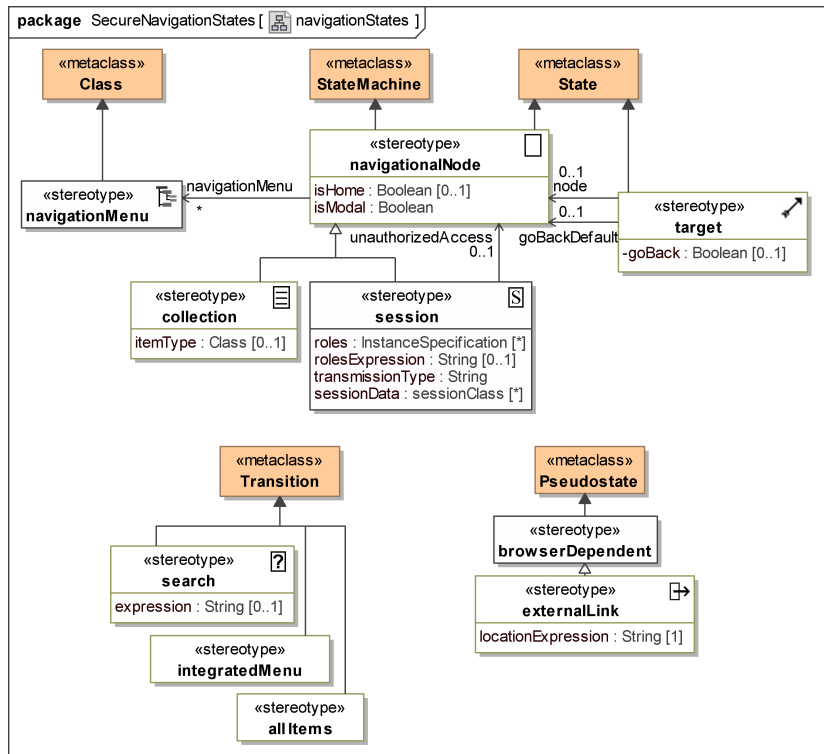 package SecureNavigationStates [ navigationStates ]
«metaclass»
Class
«metaclass»
StateMachine
«metaclass»
State
«stereotype»
navigationalNode
isHome : Boolean [0..1]
isModal : Boolean
«stereotype»
navigationMenu
navigationMenu
*
0..1
node
0..1
goBackDefault
«stereotype»
target
-goBack : Boolean [0..1]
unauthorizedAccess
0..1
«stereotype»
collection
itemType : Class [0..1]
«stereotype»
session
S
roles : InstanceSpecification [*]
rolesExpression : String [0..1]
transmissionType : String
sessionData : sessionClass [*]
«metaclass»
Transition
«metaclass»
Pseudostate
«stereotype»
search
?
expression : String [0..1]
«stereotype»
integratedMenu
«stereotype»
allItems
«stereotype»
browserDependent
«stereotype»
externalLink
locationExpression : String [1]